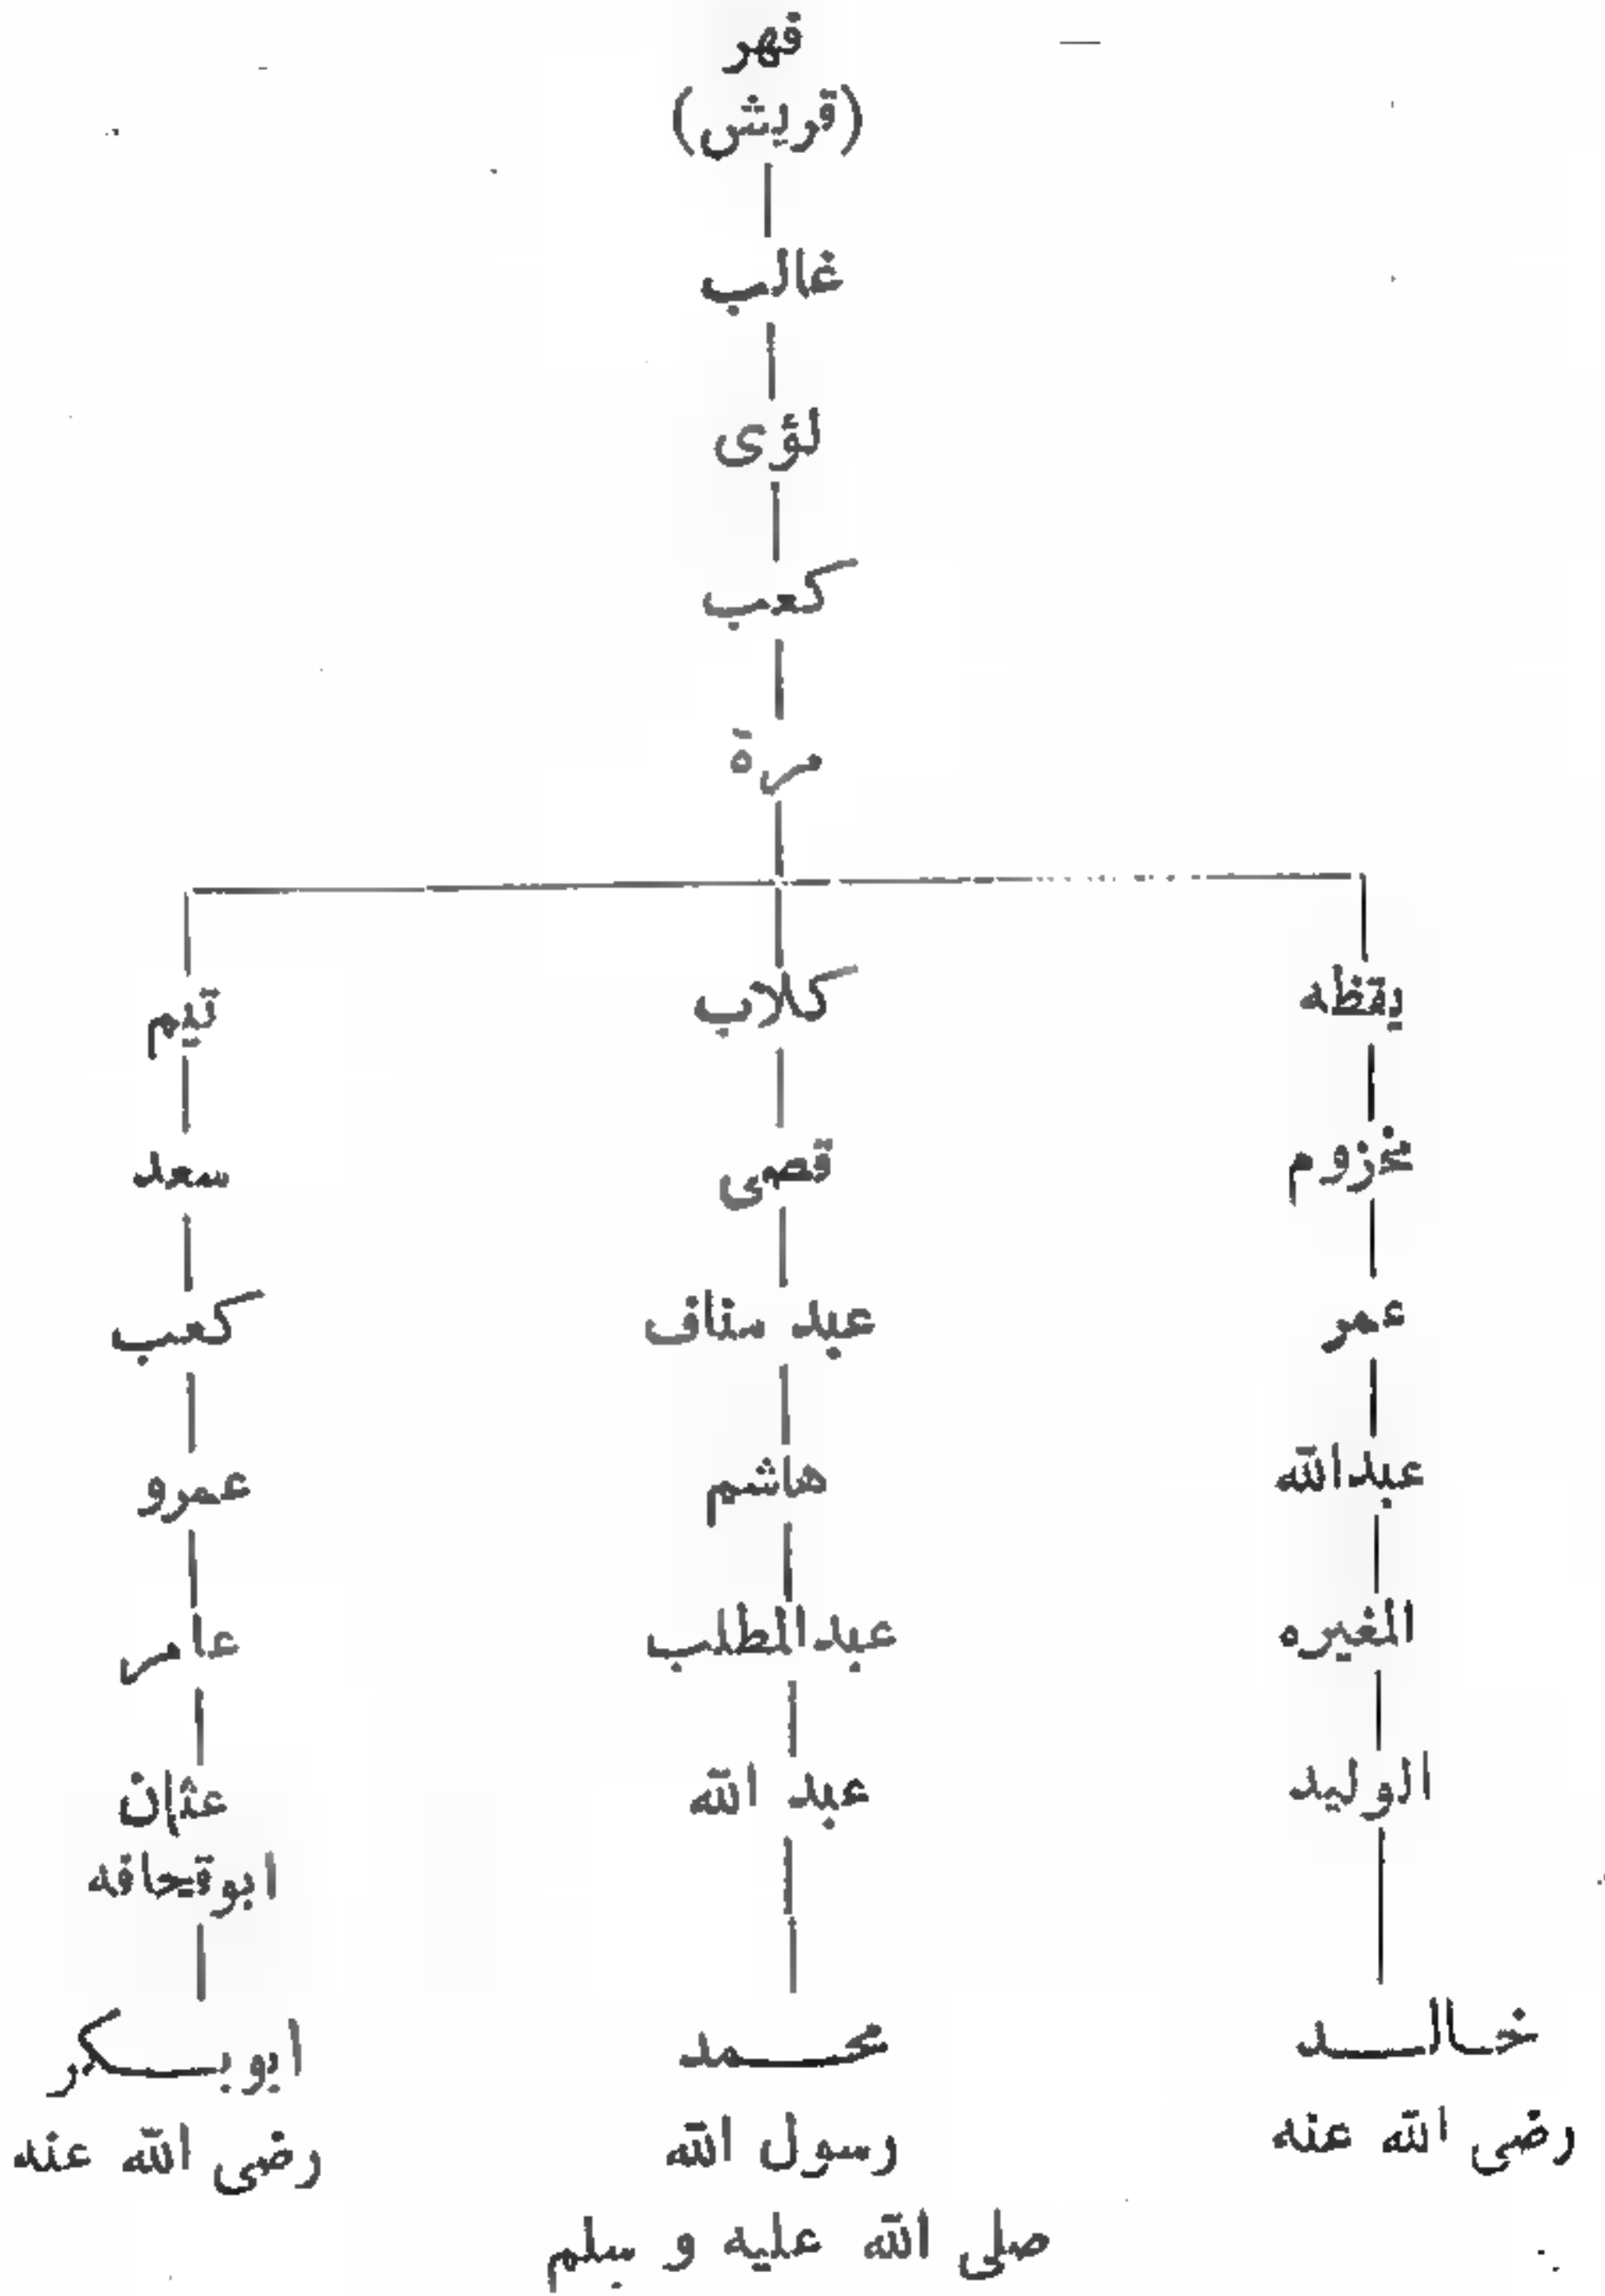 فهر
(قریش)
غالب
لؤی
کعب
مرة
یقظه
مخزوم
عمر
عبدالله
المغیره
الولید
خالد
رضی الله عنه
کلاب
قصی
عبد مناف
هاشم
عبدالمطلب
عبد الله
محمد
رسول الله
صلی الله علیه و سلم
تیم
سعد
کعب
عمرو
عامر
عثمان
ابوقحافه
ابوبکر
رضی الله عنه